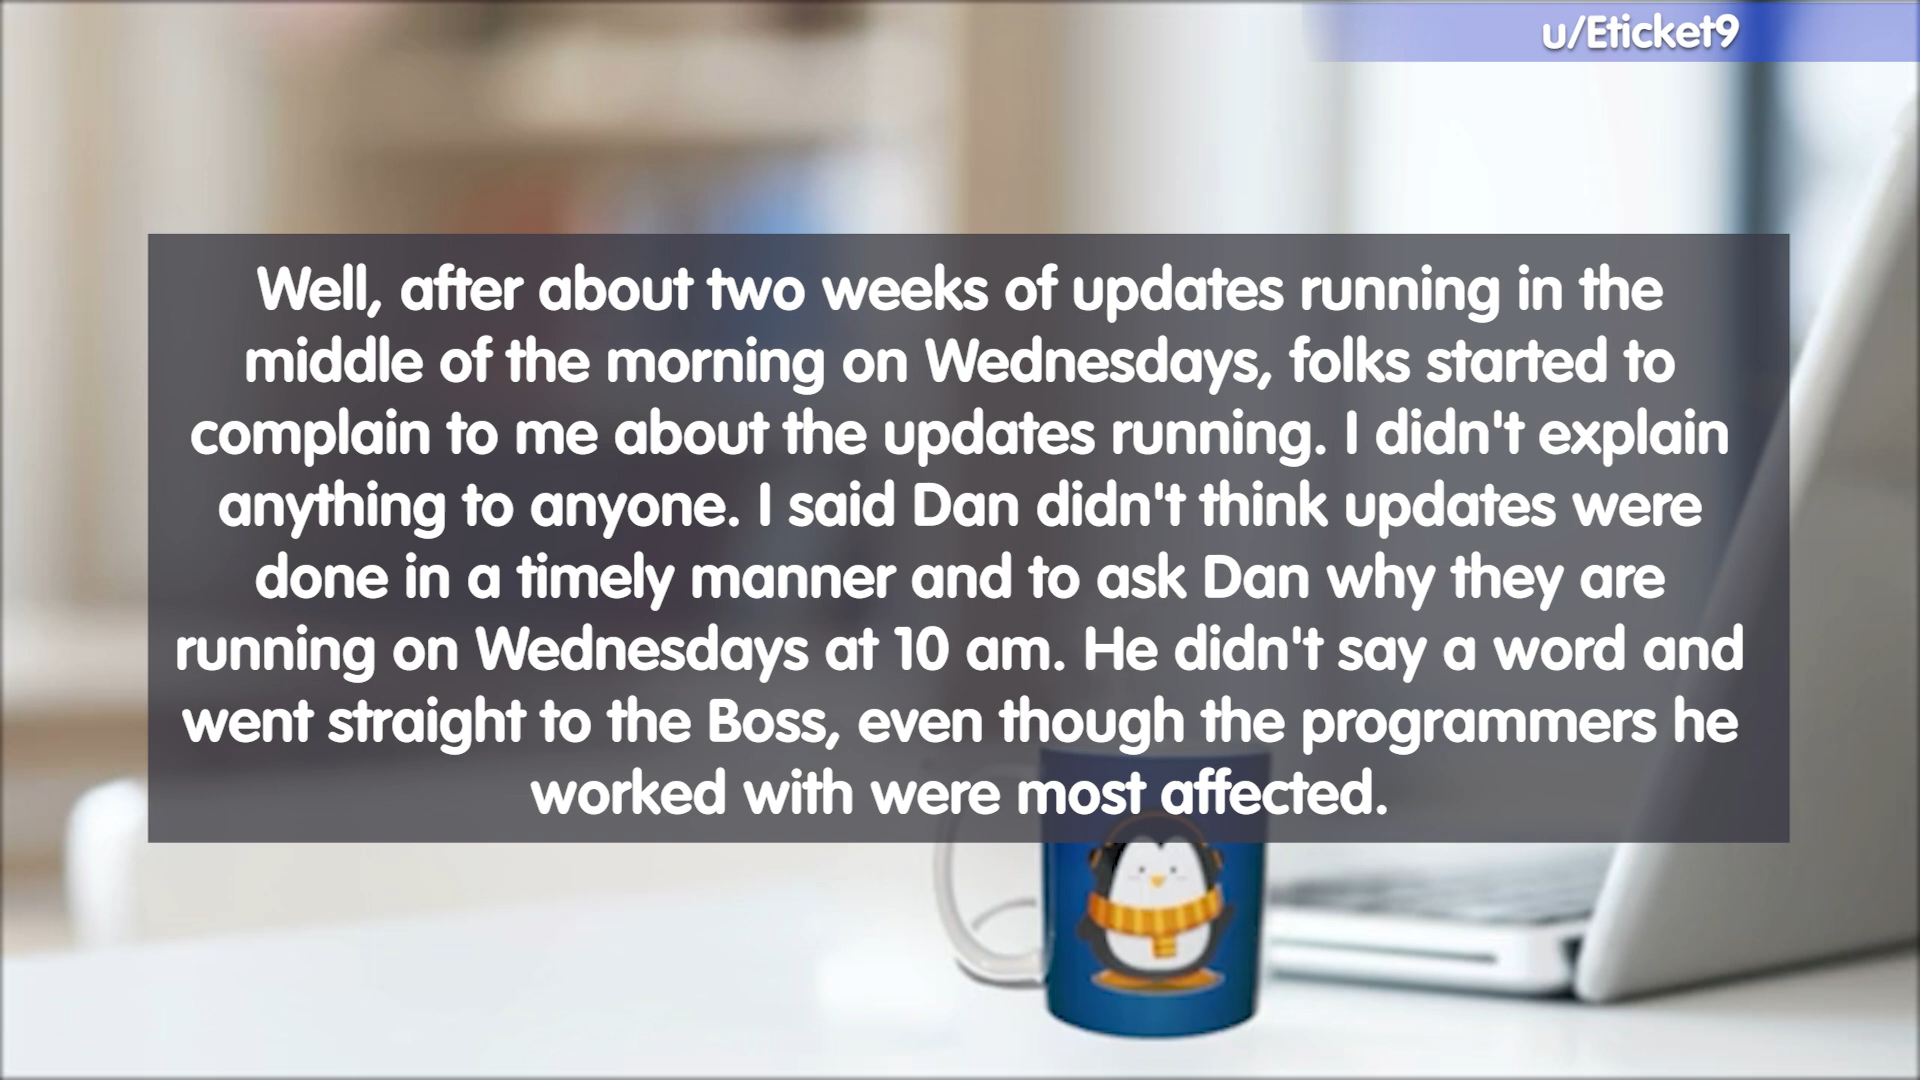 u/Eticket9
Well, after about two weeks of updates running in the
middle of the morning on Wednesdays, folks started to
complain to me about the updates running. I didn't explain
anything to anyone. I said Dan didn't think updates were
done in a timely manner and to ask Dan why they are
running on Wednesdays at 10 am. He didn't say a word and
went straight to the Boss, even though the programmers he
worked with were most affected.